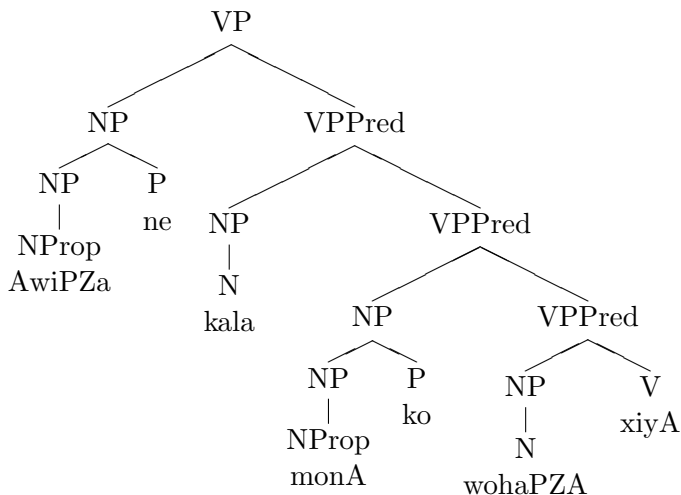 VP
NP VPPred
NP P NP VPPred
NProp ne N NP VPPred
AwiPZa kala NP P NP V
NProp ko N xiyA
monA wohaPZA